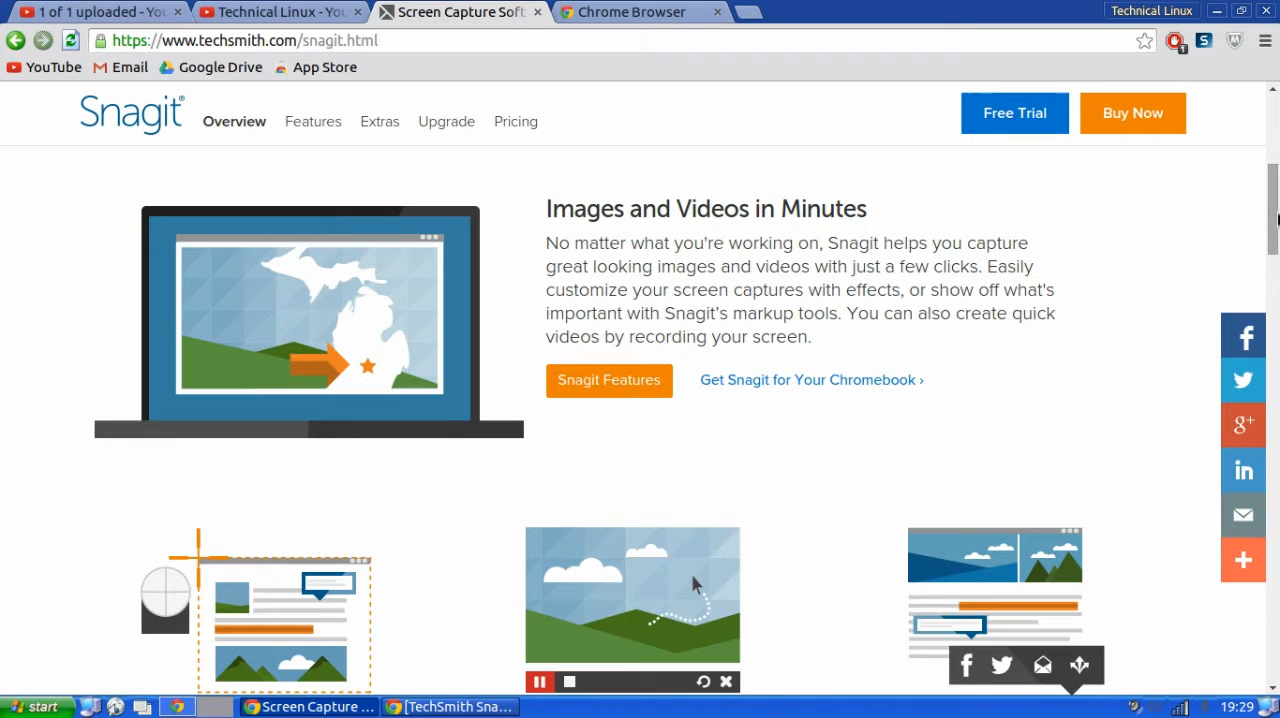 1 of 1 uploaded - You
Technical Linux - You
Screen Capture Soft
Chrome Browser
Technical Linux
https://www.techsmith.com/snagit.html
1
S
YouTube
Email
Google Drive
App Store
Snagit®
Overview
Features
Extras
Upgrade
Pricing
Free Trial
Buy Now
Images and Videos in Minutes
No matter what you're working on, Snagit helps you capture
great looking images and videos with just a few clicks. Easily
customize your screen captures with effects, or show off what's
important with Snagit’s markup tools. You can also create quick
videos by recording your screen.
Snagit Features
Get Snagit for Your Chromebook ›
start
Screen Capture ...
[TechSmith Sna...
19:29